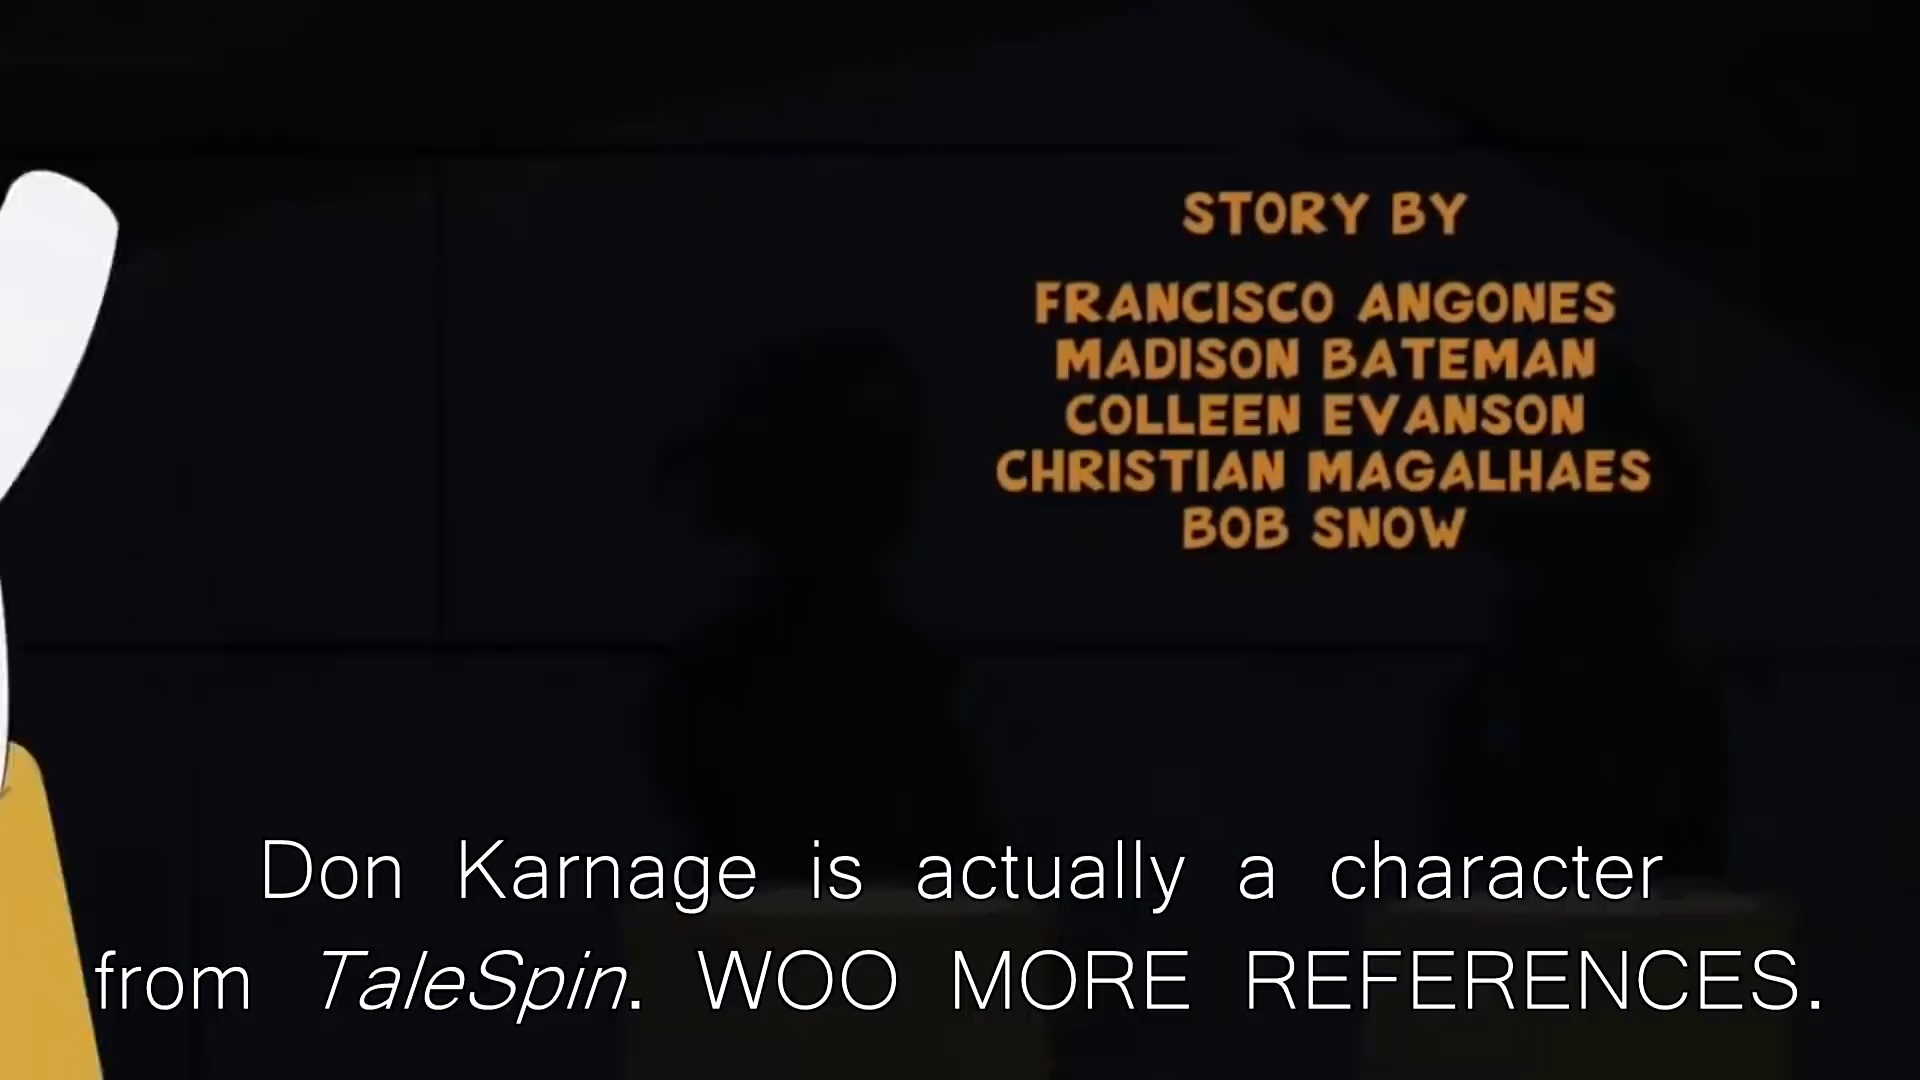 STORY BY
FRANCISCO ANGONES
MADISON BATEMAN
COLLEEN EVANSON
CHRISTIAN MAGALHAES
BOB SNOW
Don Karnage is actually a character
from TaleSpin. WOO MORE REFERENCES.